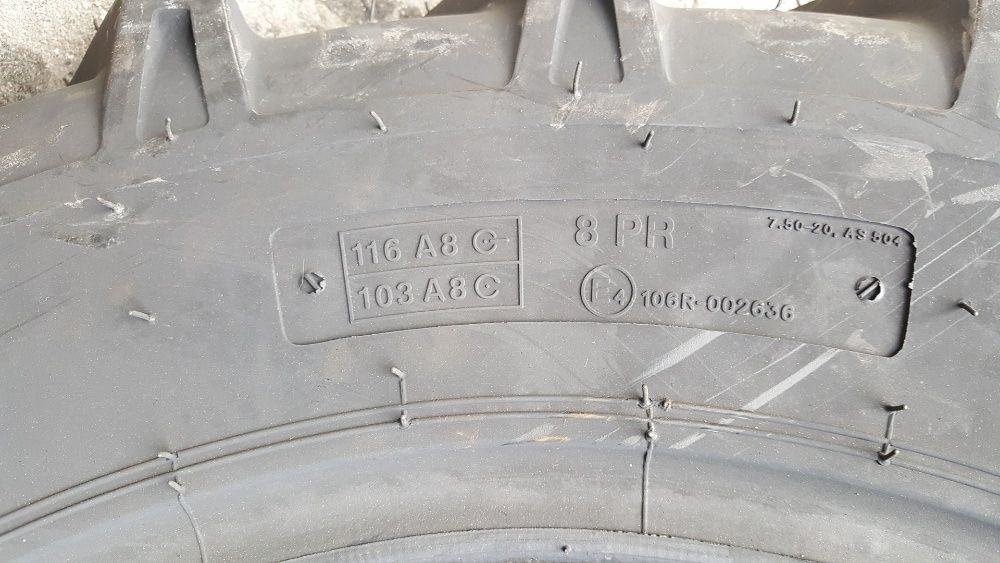 116 A8
103 A8
8 PR
E4 106R-002636
7.50-20. AS 504